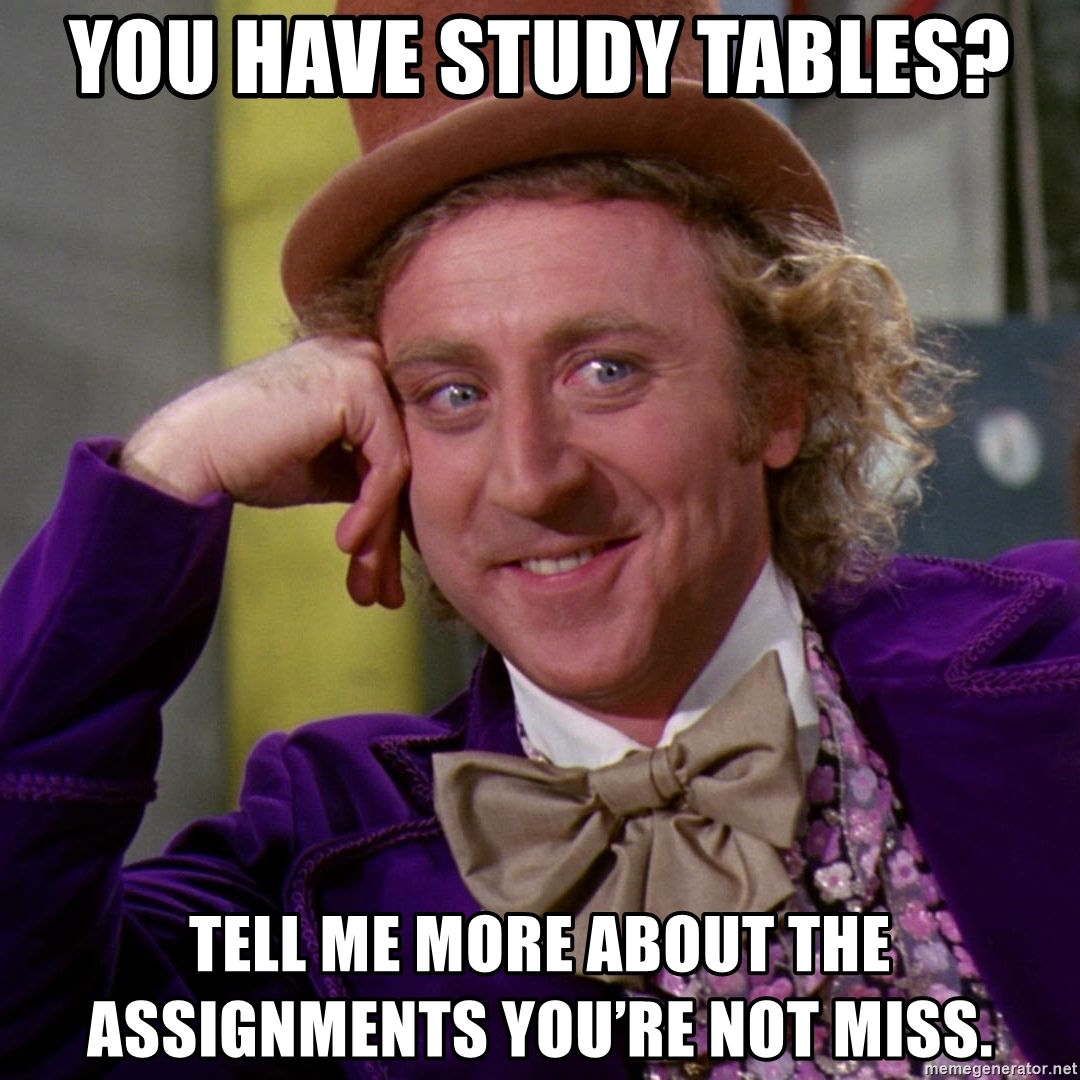 YOU HAVE STUDY TABLES?
TELL ME MORE ABOUT THE
ASSIGNMENTS YOU’RE NOT MISS.
memegenerator.net